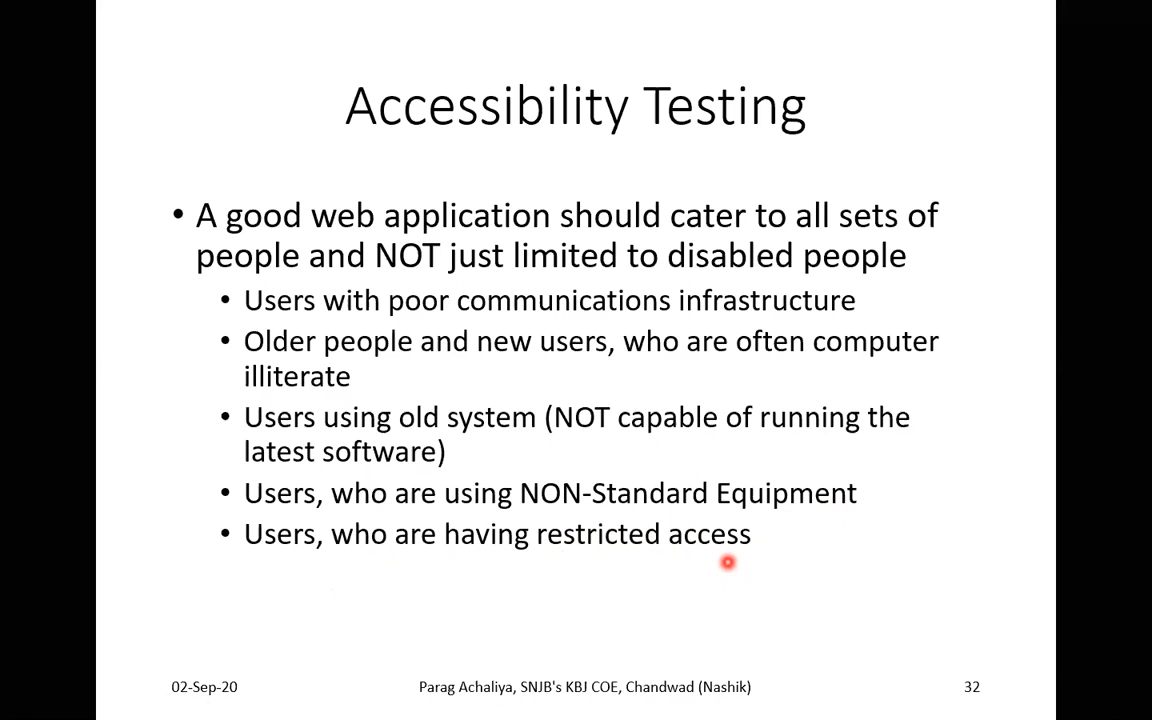 Accessibility Testing
• A good web application should cater to all sets of
people and NOT just limited to disabled people
• Users with poor communications infrastructure
• Older people and new users, who are often computer
illiterate
• Users using old system (NOT capable of running the
latest software)
• Users, who are using NON-Standard Equipment
• Users, who are having restricted access
02-Sep-20 Parag Achaliya, SNJB's KBJ COE, Chandwad (Nashik) 32